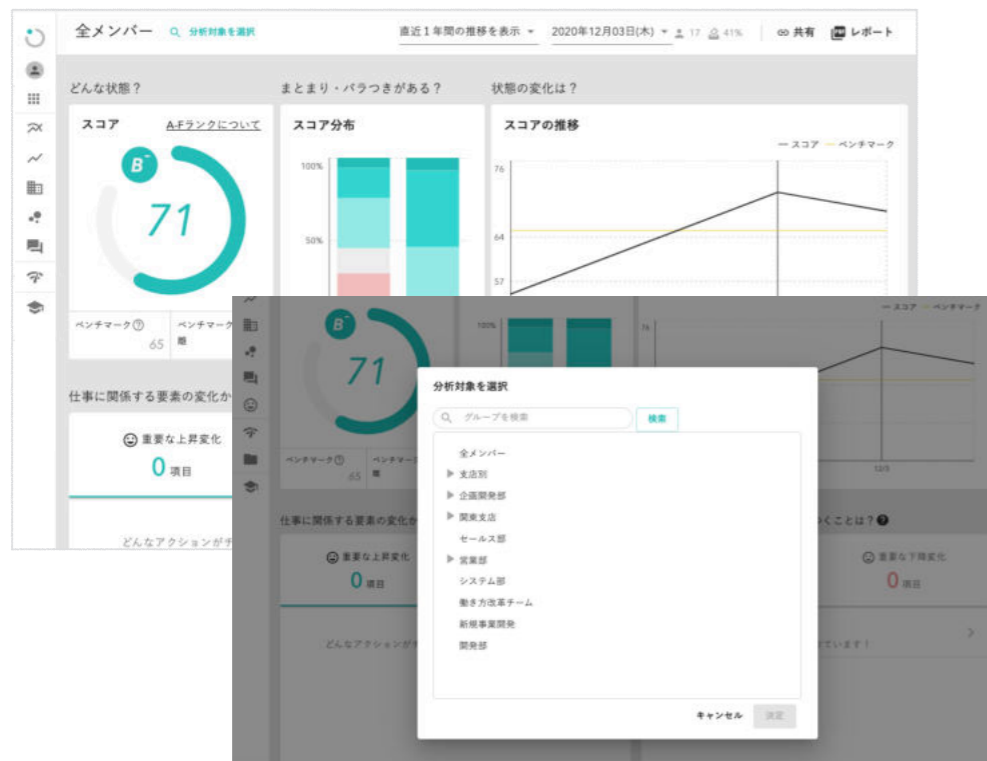 全メンバー
分析対象を選択
直近1年間の推移を表示
2020年12月03日(木)
17
41%
共有
レポート
どんな状態？
まとまり・バラつきがある？
状態の変化は？
スコア
A-Fランクについて
B-
71
ベンチマーク
65
ベンチマーク
離
スコア分布
100%
50%
スコアの推移
スコア
ベンチマーク
76
64
57
仕事に関係する要素の変化か
重要な上昇変化
0 項目
どんなアクションがチ
B-
71
100%
76
スコア
ベンチマーク
ベンチマーク
65
12/3
仕事に関係する要素の変化か
くことは？
重要な上昇変化
0 項目
重要な下降変化
0 項目
どんなアクションがチ
ています！
分析対象を選択
グループを検索
検索
全メンバー
支店別
企画開発部
関東支店
セールス部
営業部
システム部
働き方改革チーム
新規事業開発
開発部
キャンセル
決定